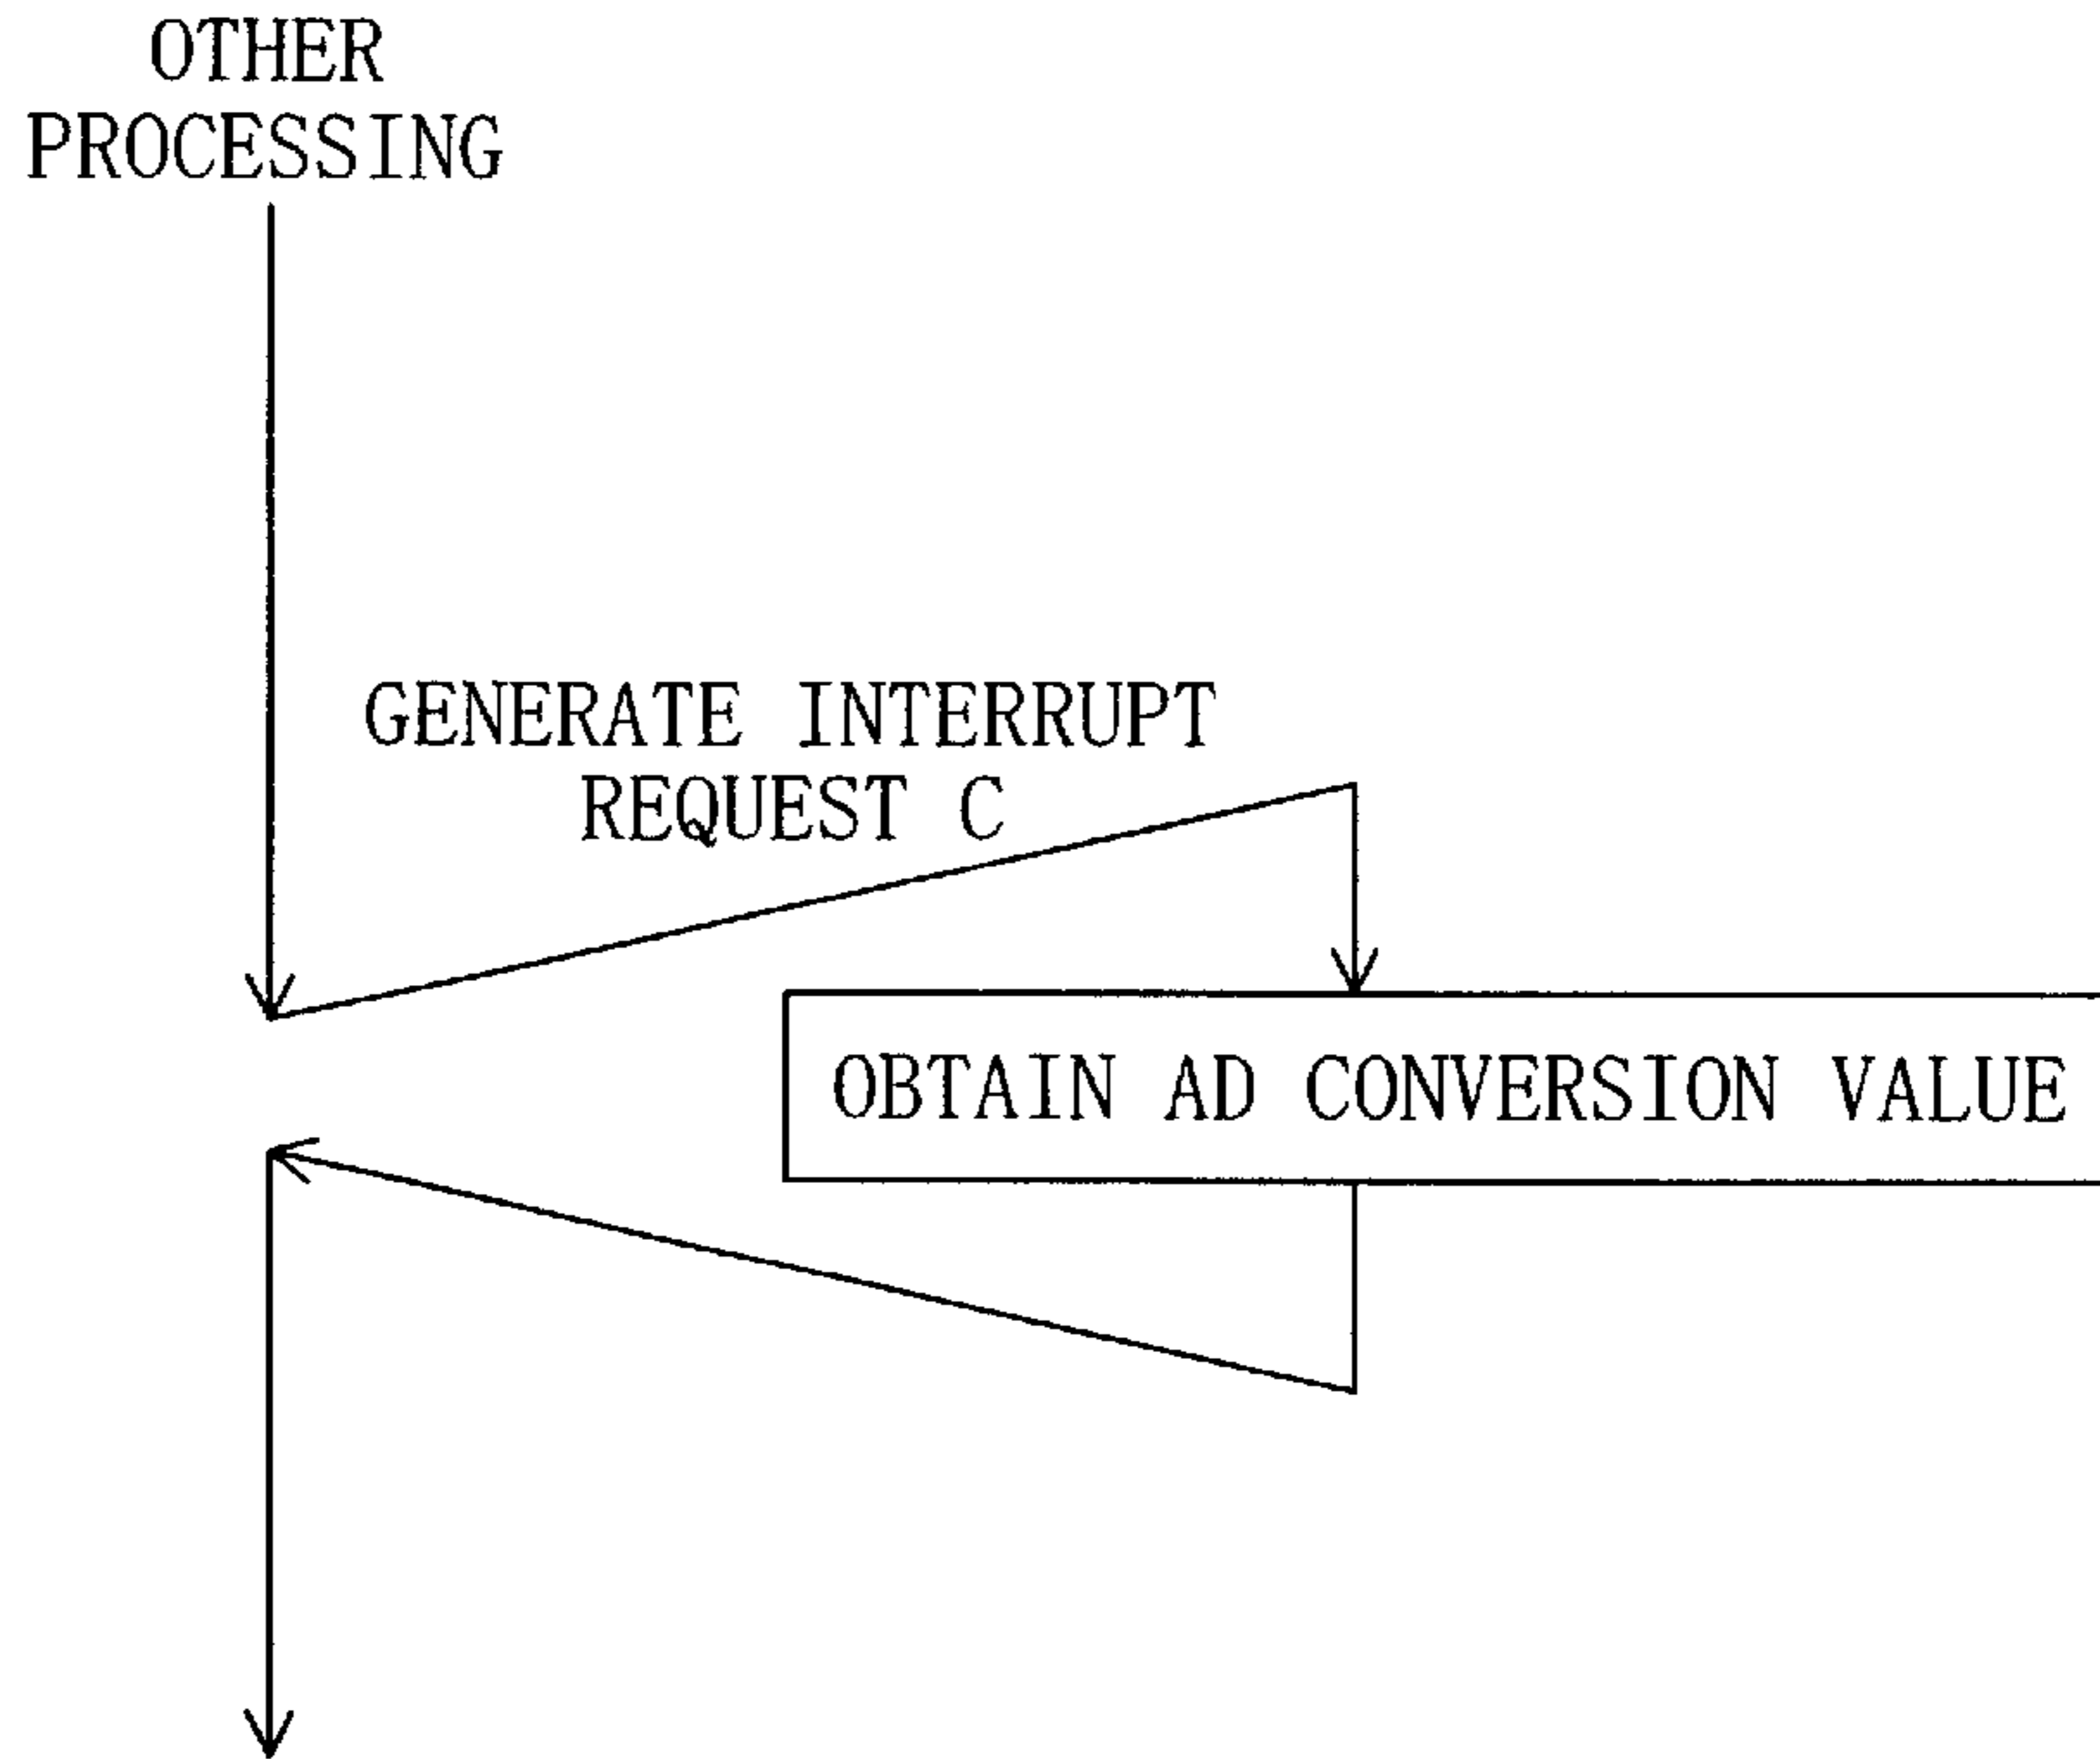 OTHER
PROCESSING
GENERATE INTERRUPT
REQUEST C
OBTAIN AD CONVERSION VALUE